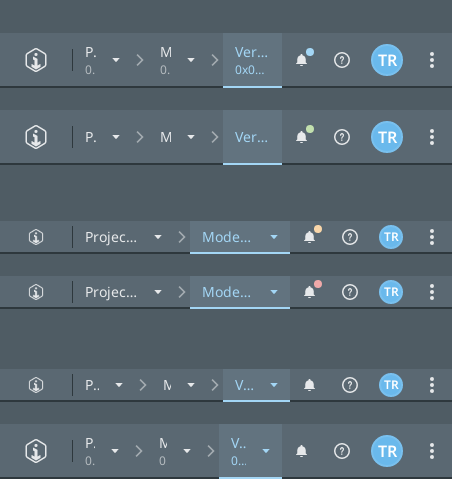 P. M Ver...
0. 0. 0x0...
TR
P. M Ver...
TR
Projec... Mode...
TR
Projec... Mode...
TR
P.. M V...
TR
P. M V..
0. 0 0...
TR